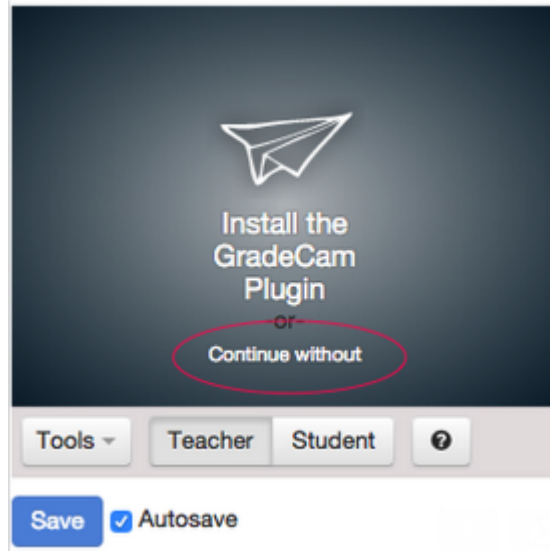 Install the
GradeCam
Plugin
-or-
Continue without
Tools Teacher Student ?
Save Autosave